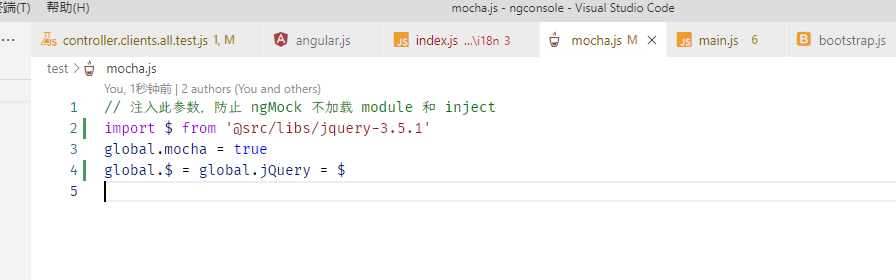 终端(T) 帮助(H) mocha.js - ngconsole - Visual Studio Code
··· controller.clients.all.test.js 1, M angular.js index.js ...\i18n 3 mocha.js M main.js 6 bootstrap.js
test > mocha.js
You, 1秒钟前 | 2 authors (You and others)
1 // 注入此参数，防止 ngMock 不加载 module 和 inject
2 import $ from '@src/libs/jquery-3.5.1'
3 global.mocha = true
4 global.$ = global.jQuery = $
5